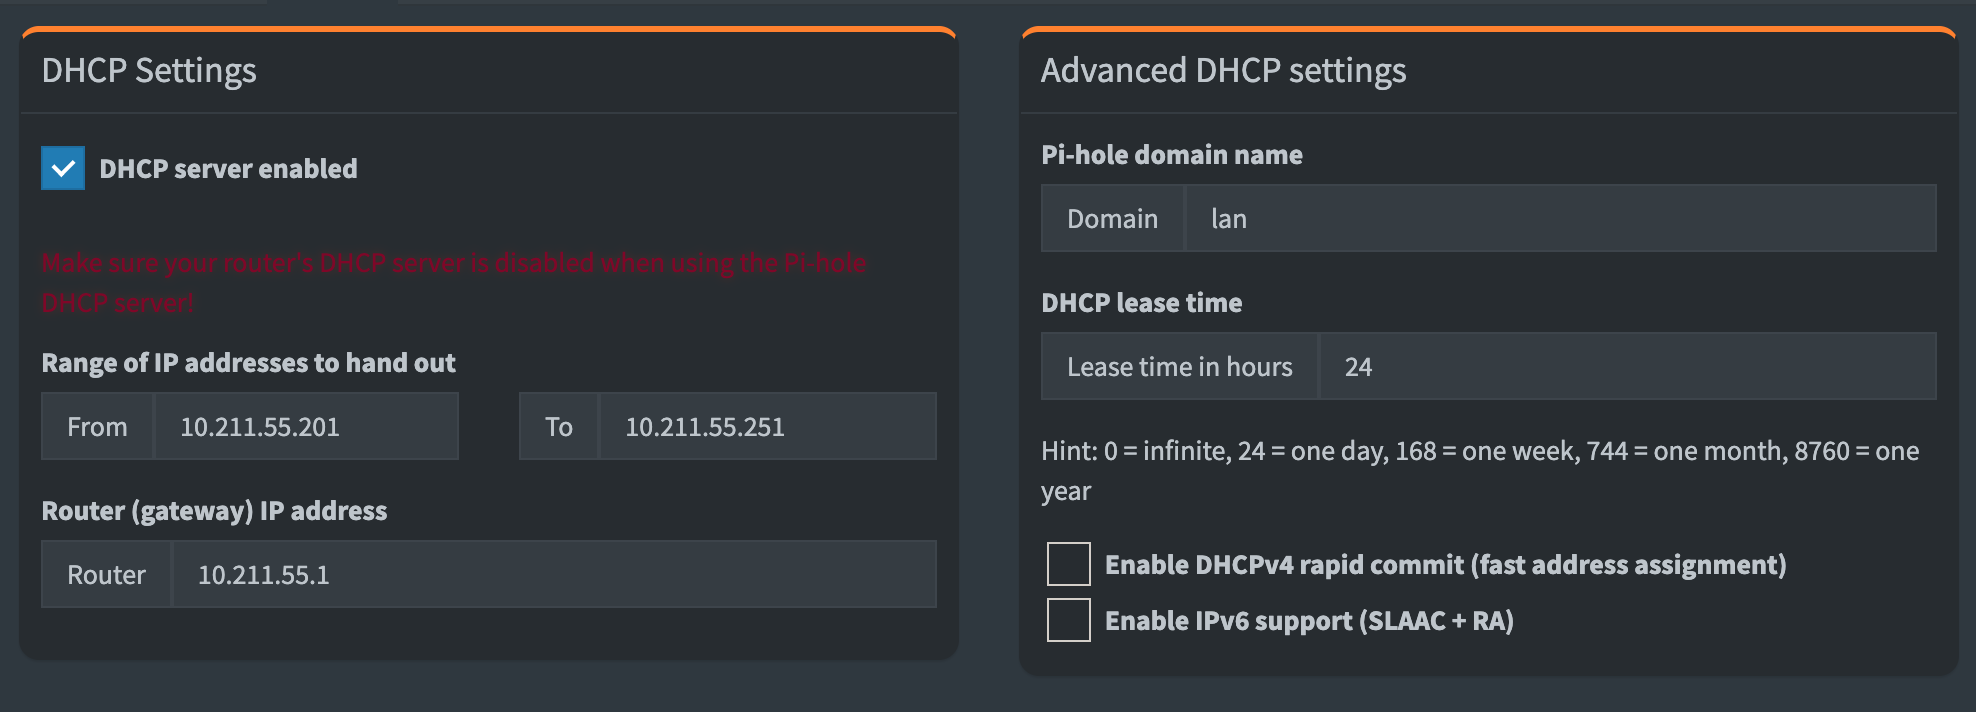 DHCP Settings
DHCP server enabled
Make sure your router's DHCP server is disabled when using the Pi-hole
DHCP server!
Range of IP addresses to hand out
From 10.211.55.201 To 10.211.55.251
Router (gateway) IP address
Router 10.211.55.1
Advanced DHCP settings
Pi-hole domain name
Domain lan
DHCP lease time
Lease time in hours 24
Hint: 0 = infinite, 24 = one day, 168 = one week, 744 = one month, 8760 = one
year
Enable DHCPv4 rapid commit (fast address assignment)
Enable IPv6 support (SLAAC + RA)